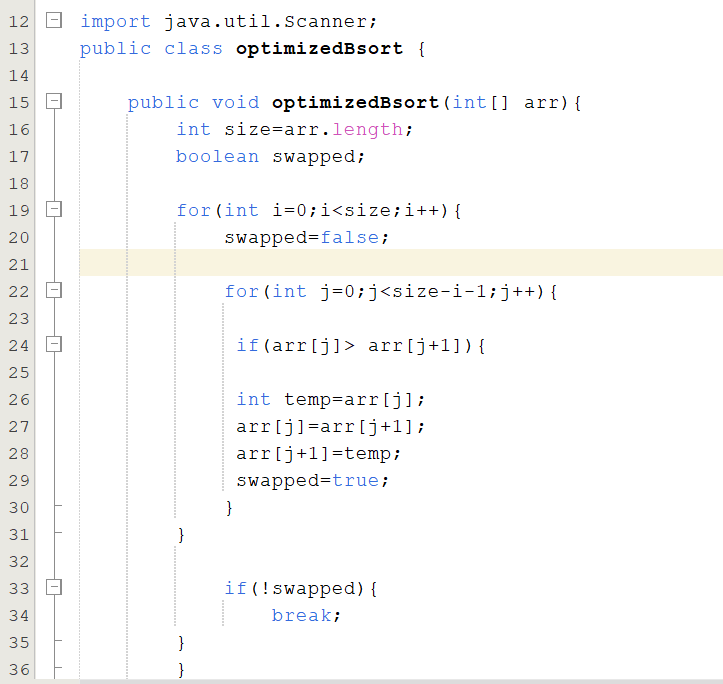 12 import java.util.Scanner;
13 public class optimizedBsort {
14
15 public void optimizedBsort(int[] arr){
16 int size=arr.length;
17 boolean swapped;
18
19 for(int i=0;i<size;i++){
20 swapped=false;
21
22 for(int j=0;j<size-i-1;j++){
23
24 if(arr[j]> arr[j+1]){
25
26 int temp=arr[j];
27 arr[j]=arr[j+1];
28 arr[j+1]=temp;
29 swapped=true;
30 }
31 }
32
33 if(!swapped){
34 break;
35 }
36 }